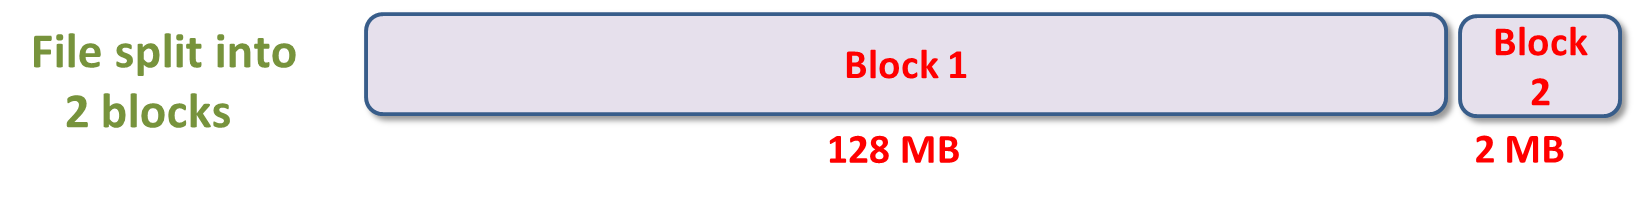 File split into
2 blocks
Block 1
Block
2
128 MB
2 MB